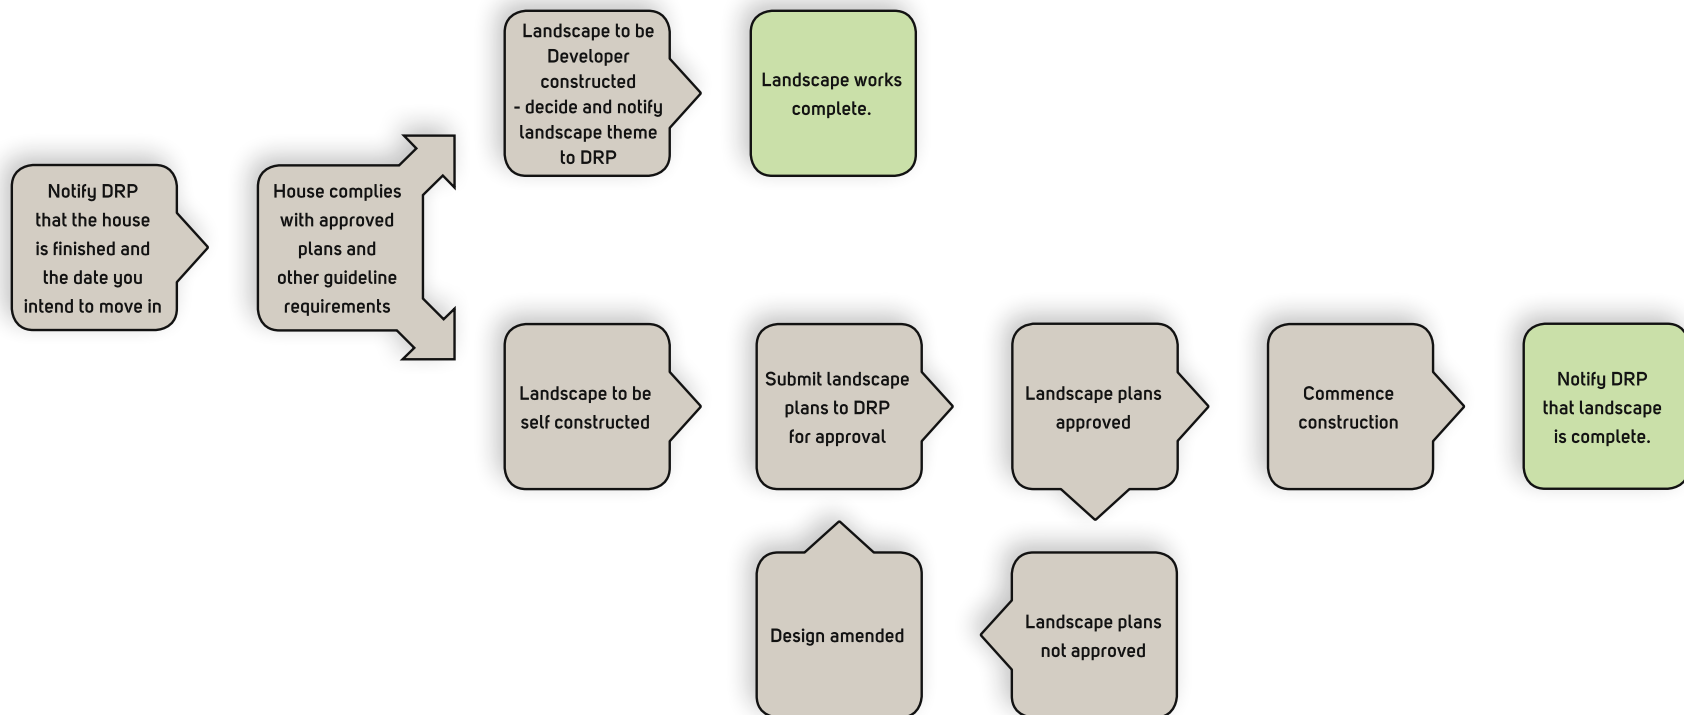 Landscape to be
Developer
constructed
- decide and notify
landscape theme
to DRP
Landscape works
complete.
Notify DRP
that the house
is finished and
the date you
intend to move in
House complies
with approved
plans and
other guideline
requirements
Landscape to be
self constructed
Submit landscape
plans to DRP
for approval
Landscape plans
approved
Commence
construction
Notify DRP
that landscape
is complete.
Design amended
Landscape plans
not approved